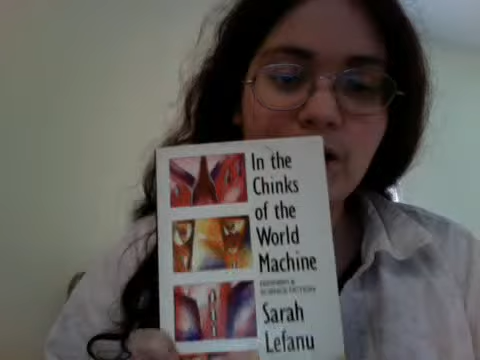 In the
Chinks
of the
World
Machine
FEMINISM &
SCIENCE FICTION
Sarah
Lefanu